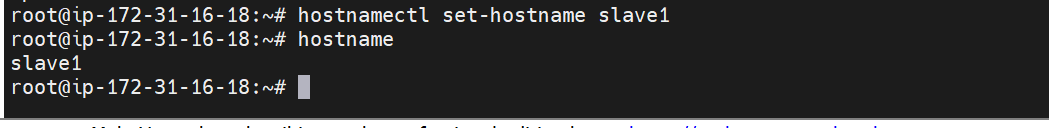 root@ip-172-31-16-18:~# hostnamectl set-hostname slave1
root@ip-172-31-16-18:~# hostname
slave1
root@ip-172-31-16-18:~#